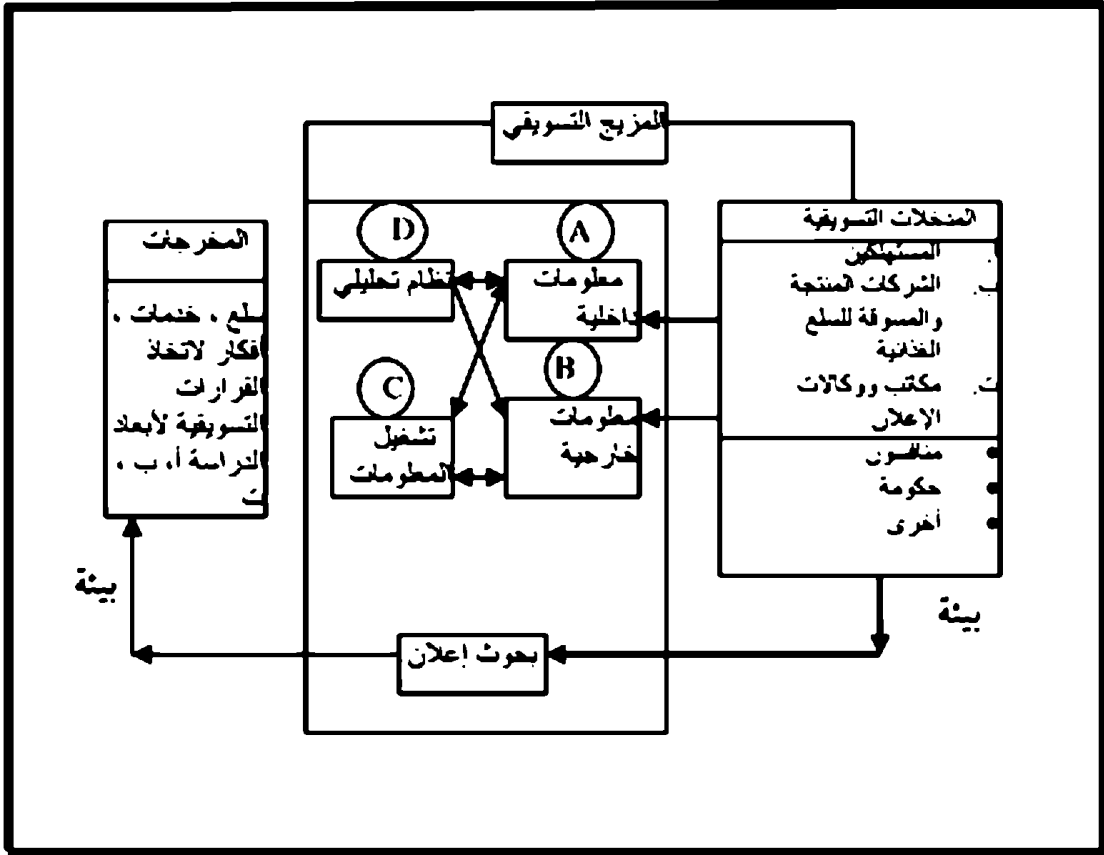 المزيج التسويقي
المدخلات التسويقية
أ. المستهلكين
ب. الشركات المنتجة
والمسوقة للسلع
الغذائية
ت. مكاتب ووكالات
الإعلان
• منافسون
• حكومة
• أخرى
بيئة
A
معلومات
داخلية
B
معلومات
خارجية
D
نظام تحليلي
C
تشغيل
المعلومات
بحوث إعلان
المخرجات
سلع ، خدمات ،
أفكار لاتخاذ
القرارات
التسويقية لأبعاد
الدراسة أ، ب ،
ت
بيئة